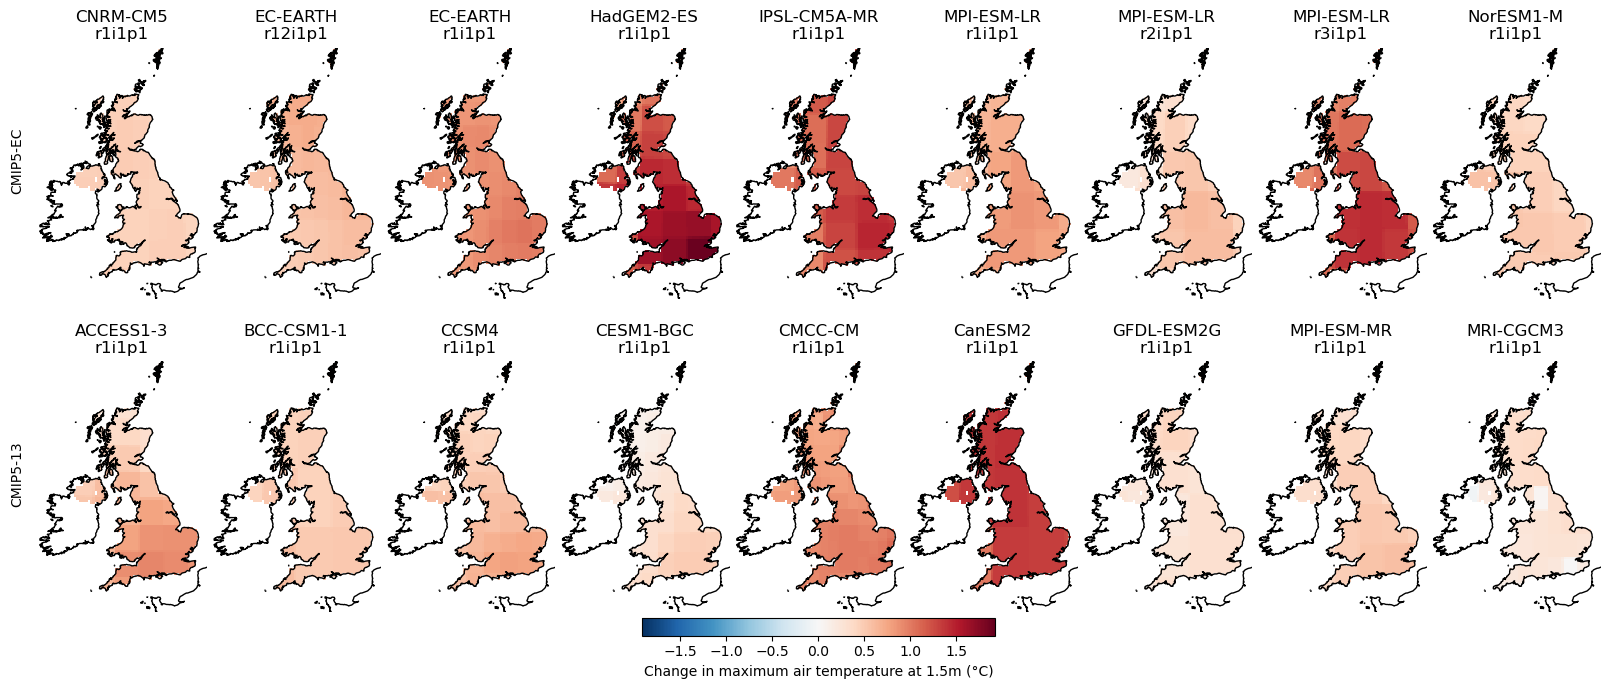 CNRM-CM5 EC-EARTH EC-EARTH HadGEM2-ES IPSL-CM5A-MR MPI-ESM-LR MPI-ESM-LR MPI-ESM-LR NorESM1-M
r1i1p1 r12i1p1 r1i1p1 r1i1p1 r1i1p1 r1i1p1 r2i1p1 r3i1p1 r1i1p1
CMIP5-EC
ACCESS1-3 BCC-CSM1-1 CCSM4 CESM1-BGC CMCC-CM CanESM2 GFDL-ESM2G MPI-ESM-MR MRI-CGCM3
r1i1p1 r1i1p1 r1i1p1 r1i1p1 r1i1p1 r1i1p1 r1i1p1 r1i1p1 r1i1p1
CMIP5-13
−1.5 −1.0 −0.5 0.0 0.5 1.0 1.5
Change in maximum air temperature at 1.5m (°C)